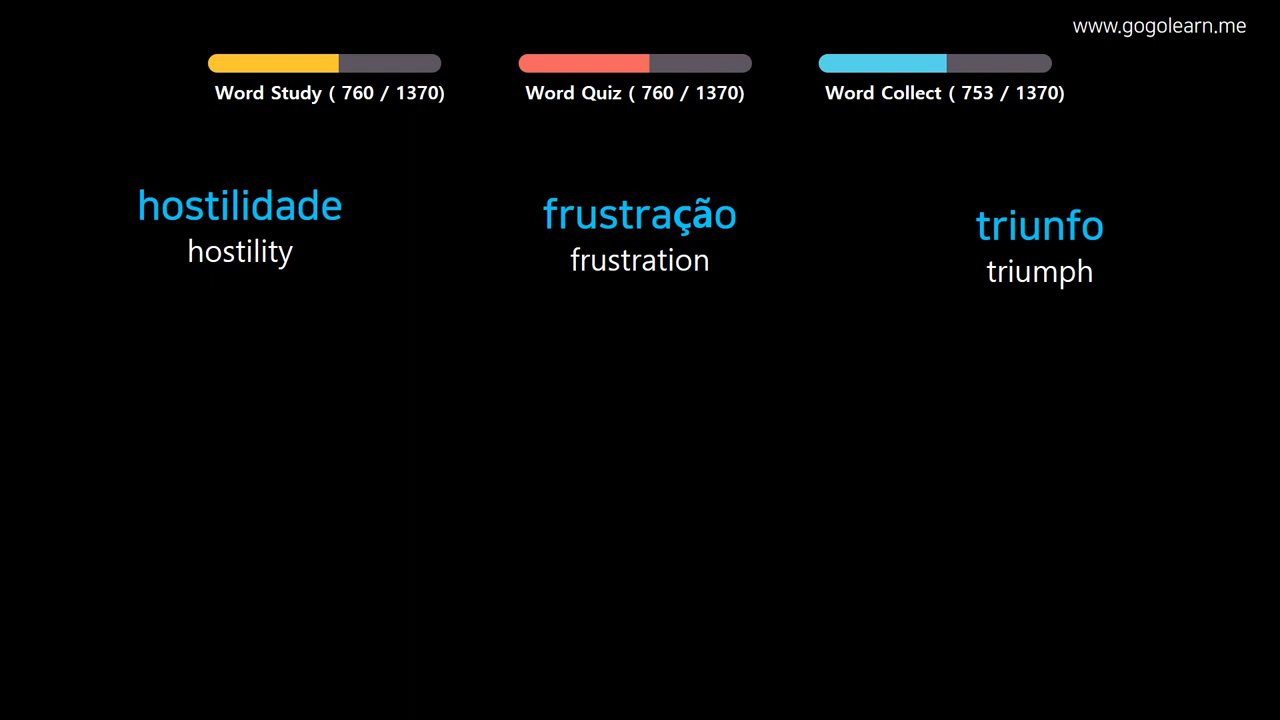 www.gogolearn.me
Word Study ( 760 / 1370)
Word Quiz ( 760 / 1370)
Word Collect ( 753 / 1370)
hostilidade
hostility
frustração
frustration
triunfo
triumph